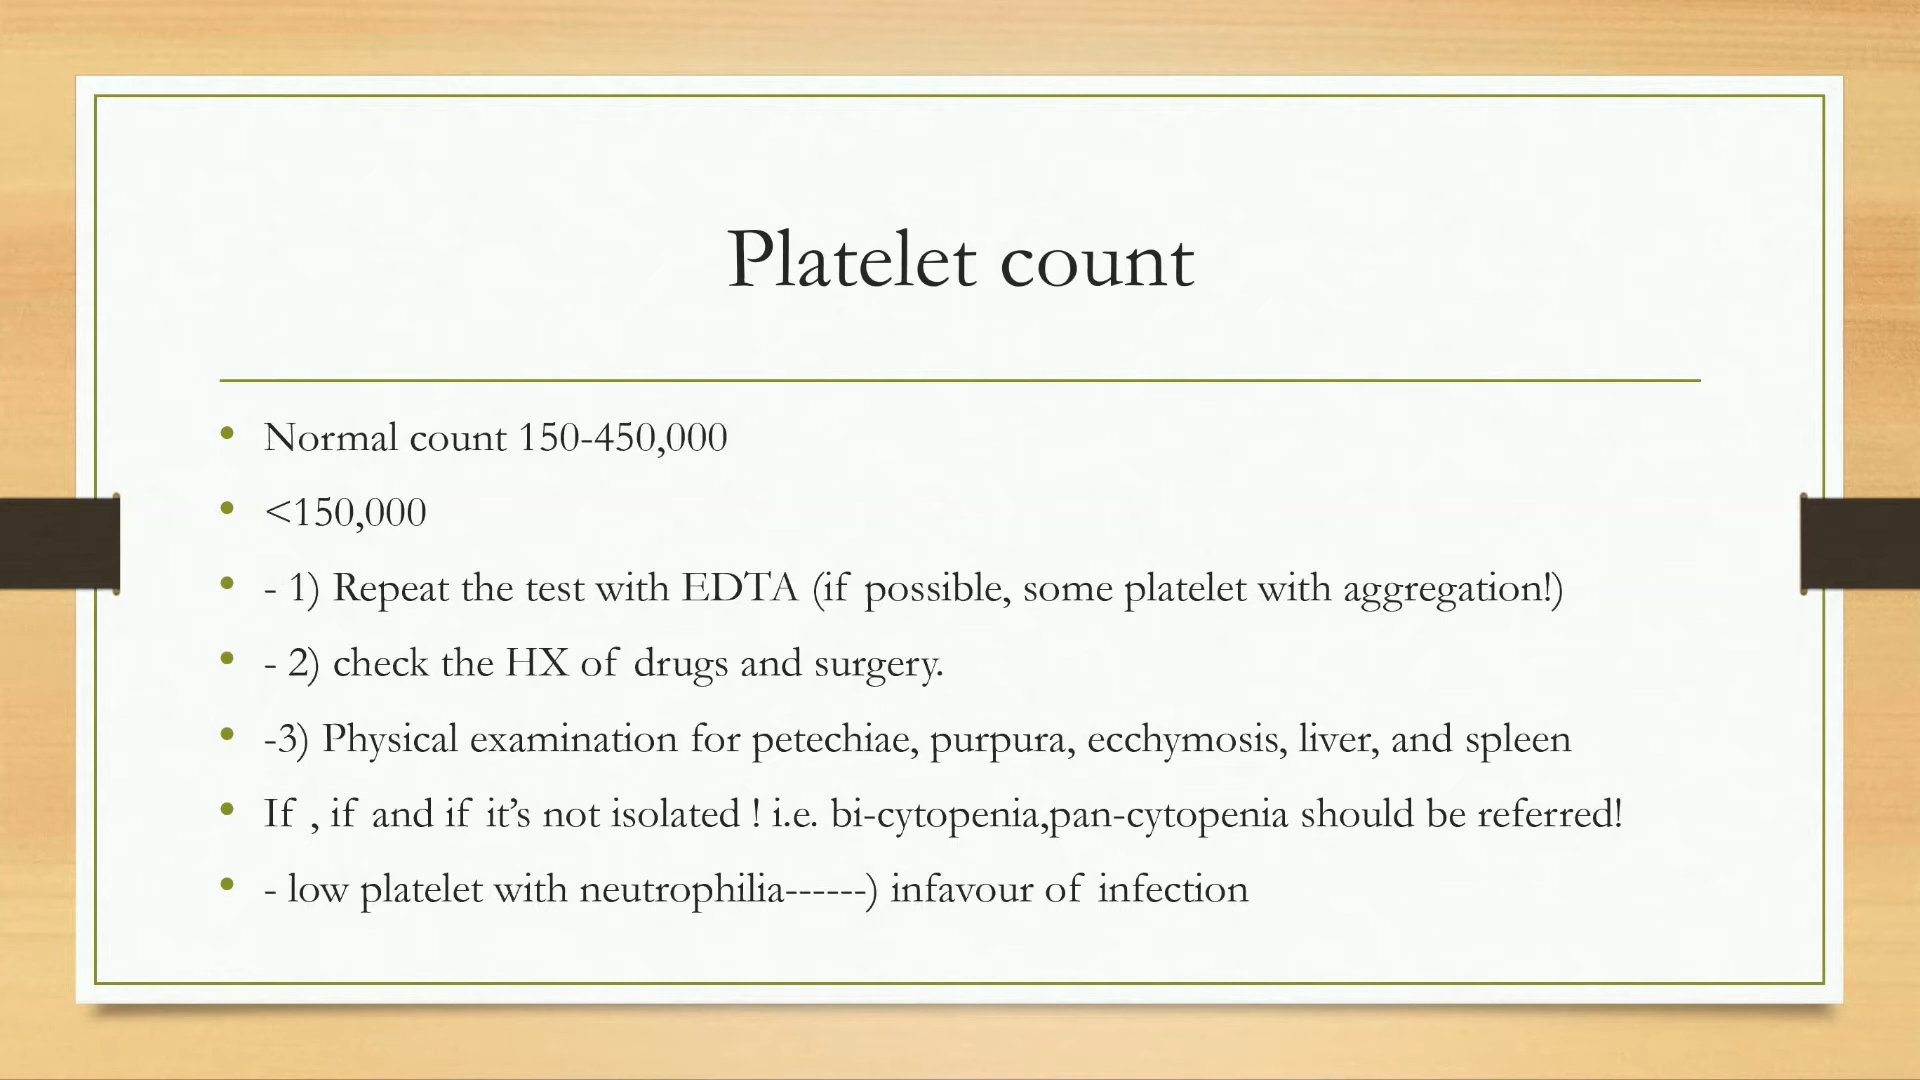 Platelet count
• Normal count 150-450,000
• <150,000
• - 1) Repeat the test with EDTA (if possible, some platelet with aggregation!)
• - 2) check the HX of drugs and surgery.
• -3) Physical examination for petechiae, purpura, ecchymosis, liver, and spleen
• If , if and if it’s not isolated ! i.e. bi-cytopenia,pan-cytopenia should be referred!
• - low platelet with neutrophilia------) infavour of infection